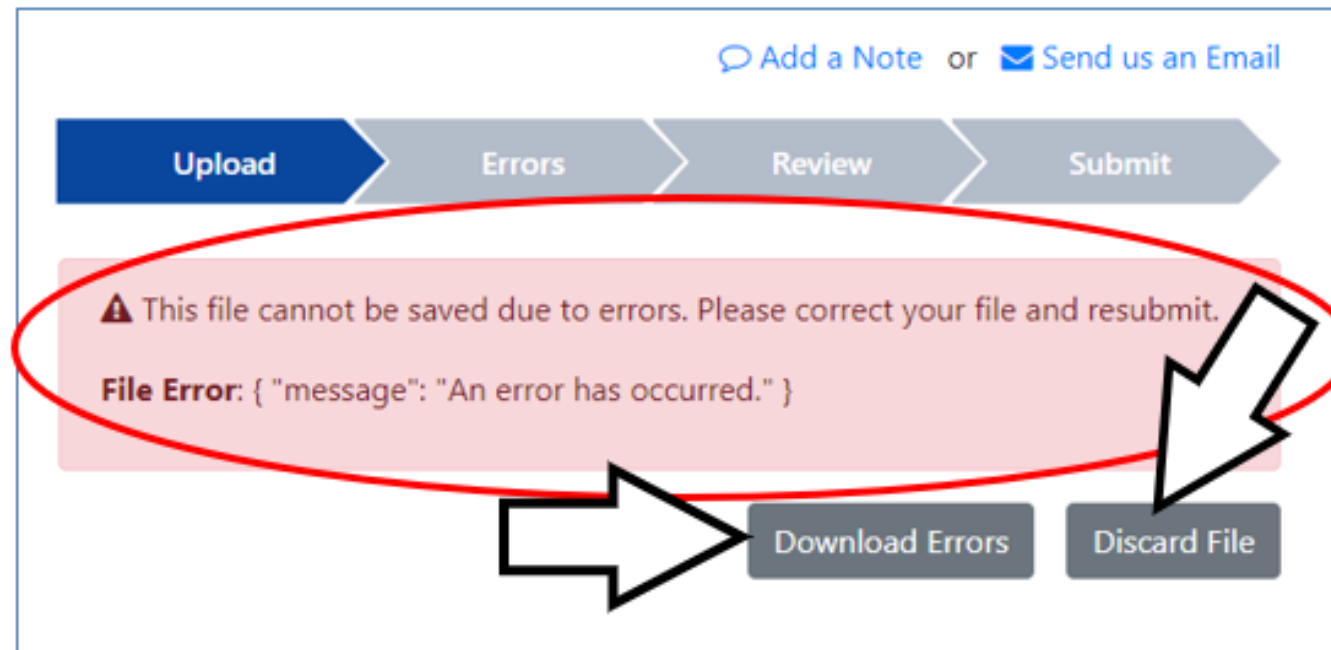 Add a Note or Send us an Email
Upload Errors Review Submit
This file cannot be saved due to errors. Please correct your file and resubmit.
File Error: { "message": "An error has occurred." }
Download Errors Discard File